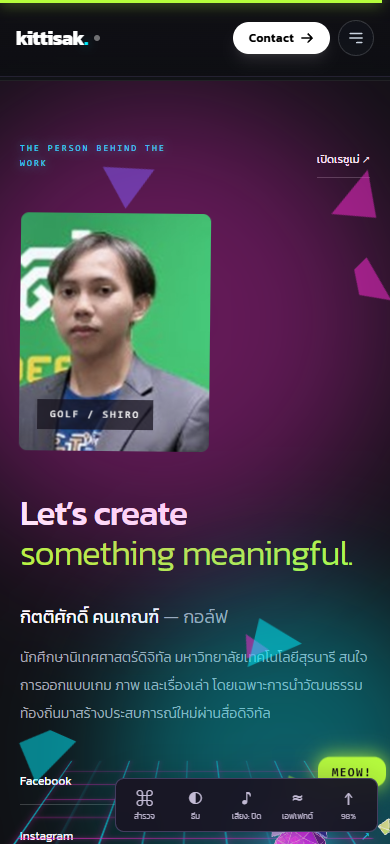 kittisak.
Contact →
THE PERSON BEHIND THE
WORK
เปิดเรซูเม่ ↗
GOLF / SHIRO
Let’s create
something meaningful.
กิตติศักดิ์ คนเกณฑ์ — กอล์ฟ
นักศึกษานิเทศศาสตร์ดิจิทัล มหาวิทยาลัยเทคโนโลยีสุรนารี สนใจ
การออกแบบเกม ภาพ และเรื่องเล่า โดยเฉพาะการนำวัฒนธรรม
ท้องถิ่นมาสร้างประสบการณ์ใหม่ผ่านสื่อดิจิทัล
MEOW!
Facebook
สำรวจ
ธีม
เสียง: ปิด
เอฟเฟกต์
98%
Instagram ↗